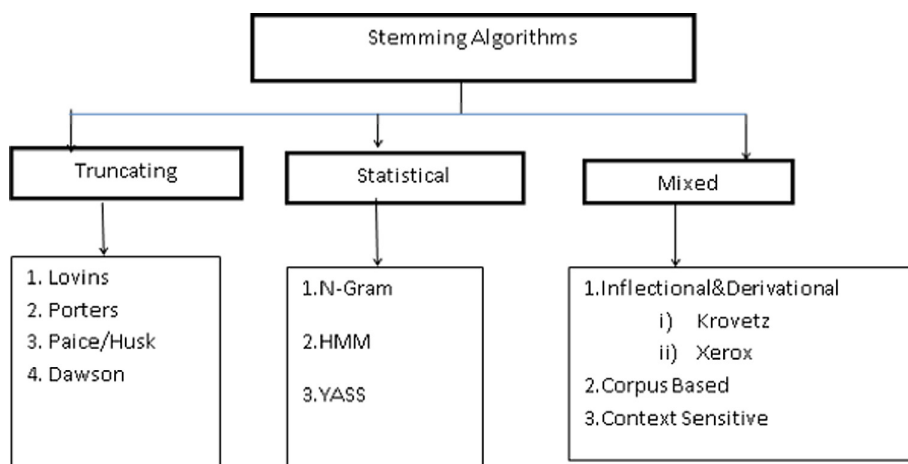 Stemming Algorithms
Truncating
Statistical
Mixed
1. Lovins
2. Porters
3. Paice/Husk
4. Dawson
1.N-Gram
2.HMM
3.YASS
1.Inflectional&Derivational
i) Krovetz
ii) Xerox
2.Corpus Based
3.Context Sensitive